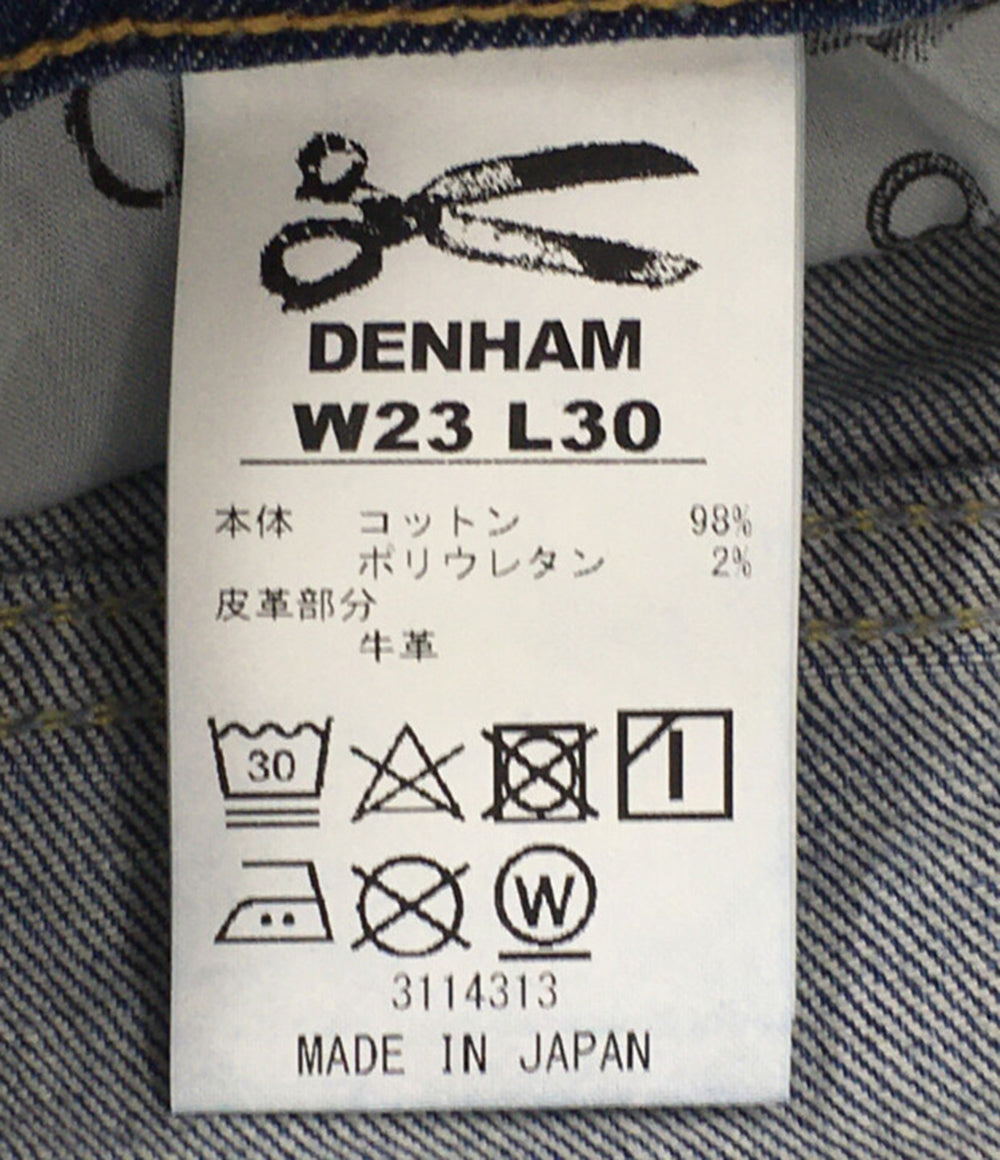 DENHAM
W23 L30
本体 コットン 98%
ポリウレタン 2%
皮革部分
牛革
30
W
3114313
MADE IN JAPAN